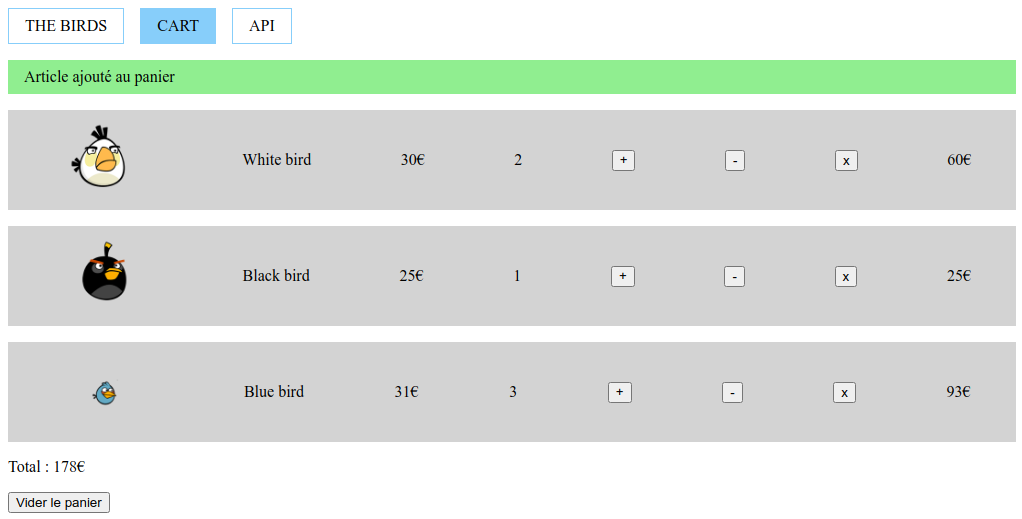 THE BIRDS CART API
Article ajouté au panier
White bird 30€ 2 + - x 60€
Black bird 25€ 1 + - x 25€
Blue bird 31€ 3 + - x 93€
Total : 178€
Vider le panier